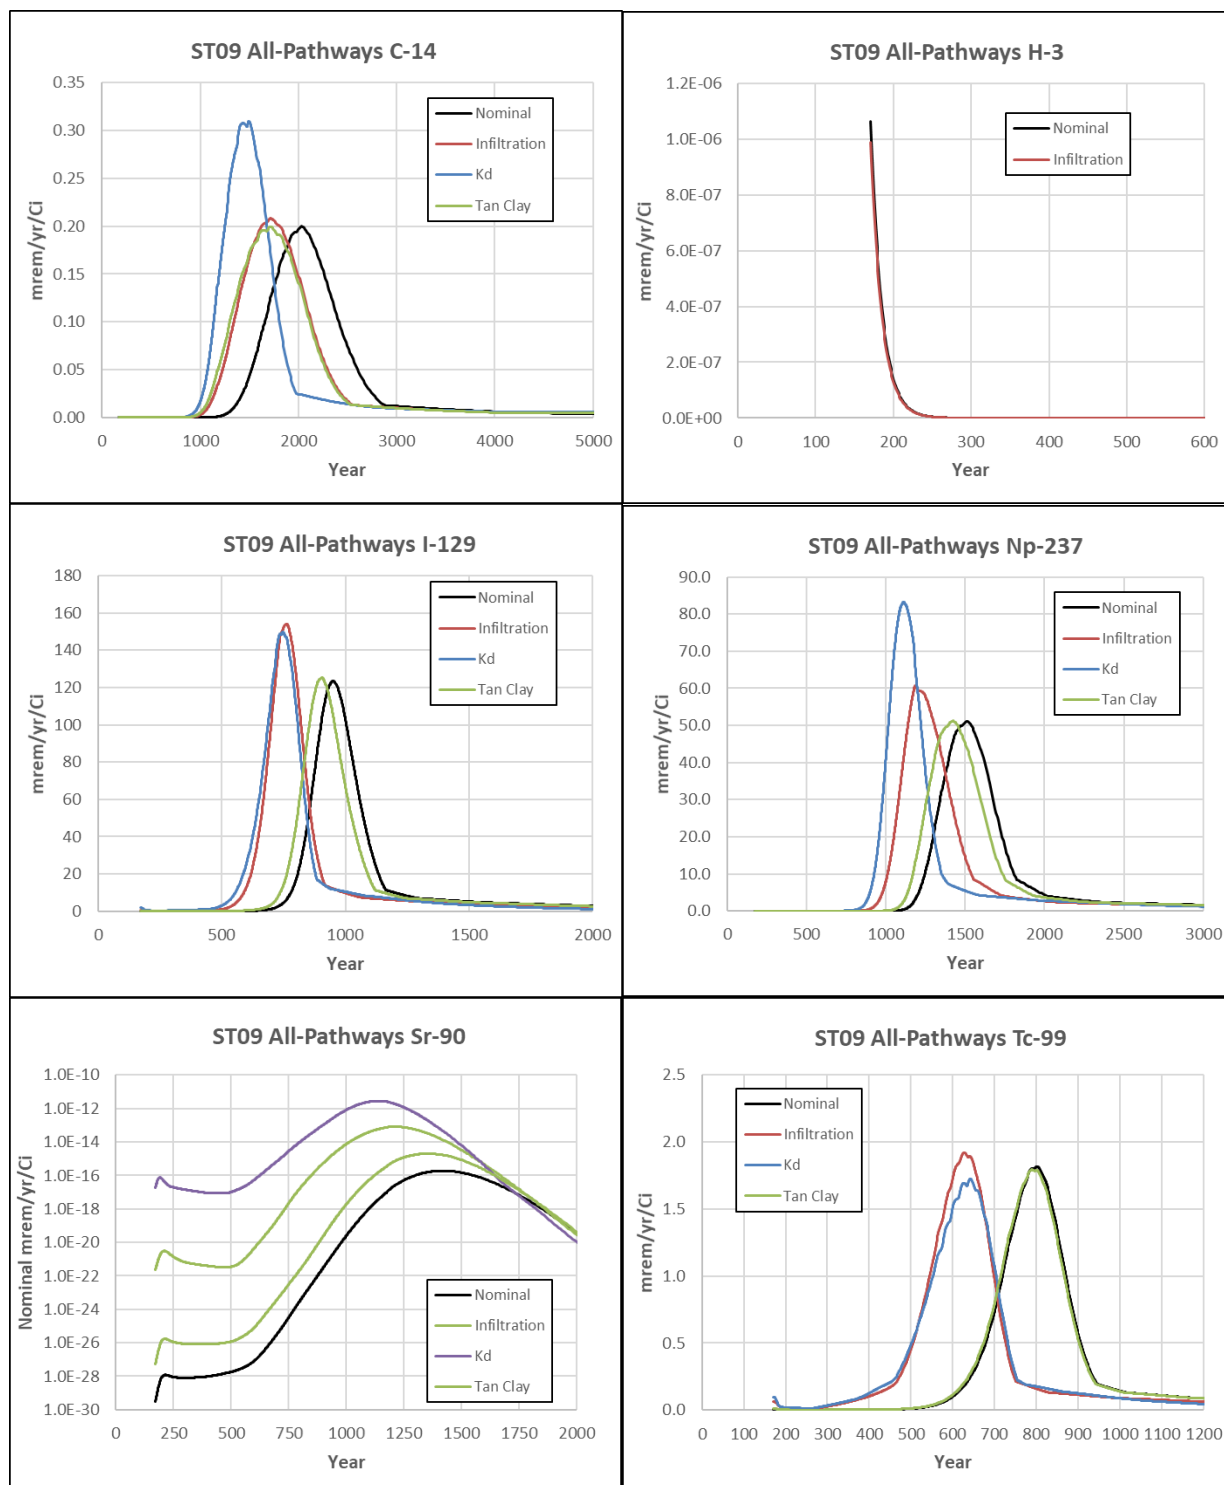 ST09 All-Pathways C-14
mrem/yr/Ci
0.35
0.30
0.25
0.20
0.15
0.10
0.05
0.00
0 1000 2000 3000 4000 5000
Year
Nominal
Infiltration
Kd
Tan Clay
ST09 All-Pathways H-3
mrem/yr/Ci
1.2E-06
1.0E-06
8.0E-07
6.0E-07
4.0E-07
2.0E-07
0.0E+00
0 100 200 300 400 500 600
Year
Nominal
Infiltration
ST09 All-Pathways I-129
mrem/yr/Ci
180
160
140
120
100
80
60
40
20
0
0 500 1000 1500 2000
Year
Nominal
Infiltration
Kd
Tan Clay
ST09 All-Pathways Np-237
mrem/yr/Ci
90.0
80.0
70.0
60.0
50.0
40.0
30.0
20.0
10.0
0.0
0 500 1000 1500 2000 2500 3000
Year
Nominal
Infiltration
Kd
Tan Clay
ST09 All-Pathways Sr-90
Nominal mrem/yr/Ci
1.0E-10
1.0E-12
1.0E-14
1.0E-16
1.0E-18
1.0E-20
1.0E-22
1.0E-24
1.0E-26
1.0E-28
1.0E-30
0 250 500 750 1000 1250 1500 1750 2000
Year
Nominal
Infiltration
Kd
Tan Clay
ST09 All-Pathways Tc-99
mrem/yr/Ci
2.5
2.0
1.5
1.0
0.5
0.0
0 100 200 300 400 500 600 700 800 900 1000 1100 1200
Year
Nominal
Infiltration
Kd
Tan Clay